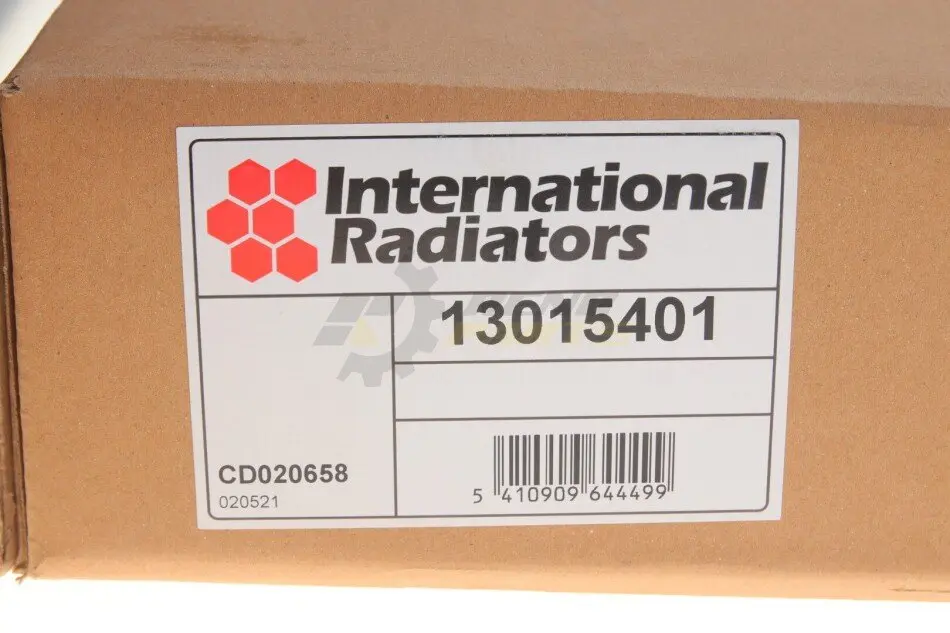 International
Radiators
13015401
CD020658
020521
5 410909 644499